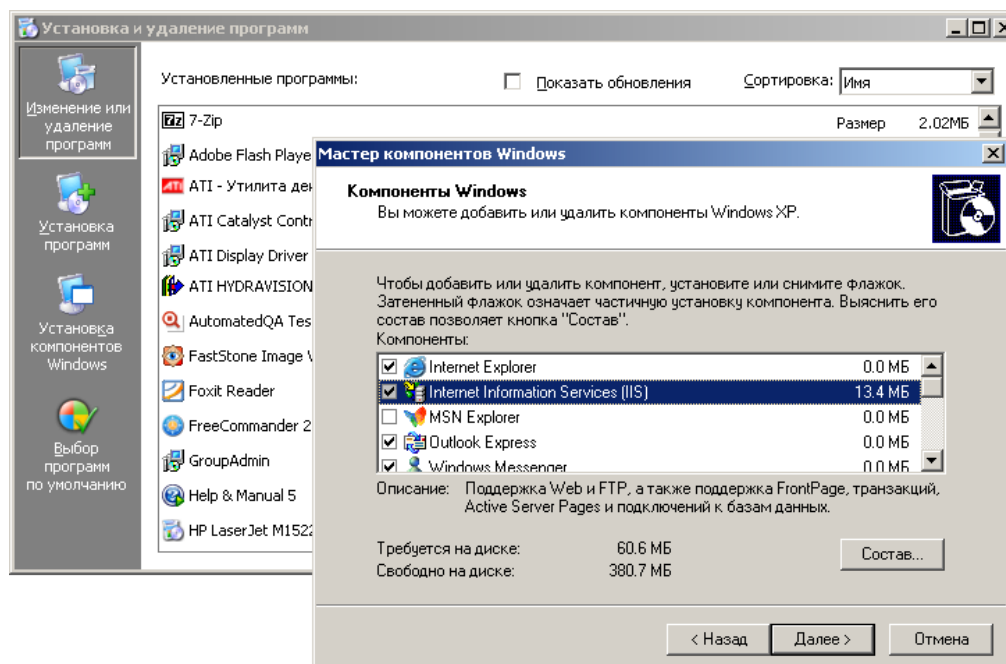 Установка и удаление программ
Изменение или
удаление
программ
Установка
программ
Установка
компонентов
Windows
Выбор
программ
по умолчанию
Установленные программы:
Показать обновления
Сортировка: Имя
7-Zip
Размер 2.02МБ
Adobe Flash Playe
ATI - Утилита деи
ATI Catalyst Contr
ATI Display Driver
ATI HYDRAVISION
AutomatedQA Tes
FastStone Image V
Foxit Reader
FreeCommander 2
GroupAdmin
Help & Manual 5
HP LaserJet M1522
Мастер компонентов Windows
Компоненты Windows
Вы можете добавить или удалить компоненты Windows XP.
Чтобы добавить или удалить компонент, установите или снимите флажок.
Затененный флажок означает частичную установку компонента. Выяснить его
состав позволяет кнопка "Состав".
Компоненты:
Internet Explorer 0.0 МБ
Internet Information Services (IIS) 13.4 МБ
MSN Explorer 0.0 МБ
Outlook Express 0.0 МБ
Windows Messenger 0.0 МБ
Описание: Поддержка Web и FTP, а также поддержка FrontPage, транзакций,
Active Server Pages и подключений к базам данных.
Требуется на диске: 60.6 МБ
Свободно на диске: 380.7 МБ
Состав...
< Назад
Далее >
Отмена